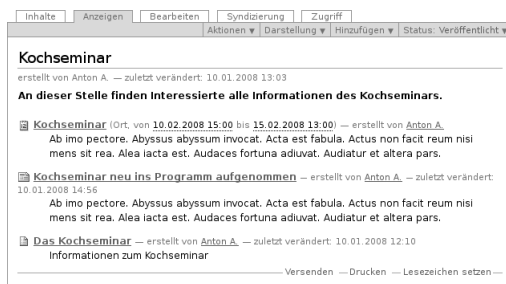 Inhalte Anzeigen Bearbeiten Syndizierung Zugriff
Aktionen ▼ Darstellung ▼ Hinzufügen ▼ Status: Veröffentlicht ▼
Kochseminar
erstellt von Anton A. — zuletzt verändert: 10.01.2008 13:03
An dieser Stelle finden Interessierte alle Informationen des Kochseminars.
Kochseminar (Ort, von 10.02.2008 15:00 bis 15.02.2008 13:00) — erstellt von Anton A.
Ab imo pectore. Abyssus abyssum invocat. Acta est fabula. Actus non facit reum nisi
mens sit rea. Alea iacta est. Audaces fortuna adiuvat. Audiatur et altera pars.
Kochseminar neu ins Programm aufgenommen — erstellt von Anton A. — zuletzt verändert:
10.01.2008 14:56
Ab imo pectore. Abyssus abyssum invocat. Acta est fabula. Actus non facit reum nisi
mens sit rea. Alea iacta est. Audaces fortuna adiuvat. Audiatur et altera pars.
Das Kochseminar — erstellt von Anton A. — zuletzt verändert: 10.01.2008 12:10
Informationen zum Kochseminar
Versenden — Drucken — Lesezeichen setzen —